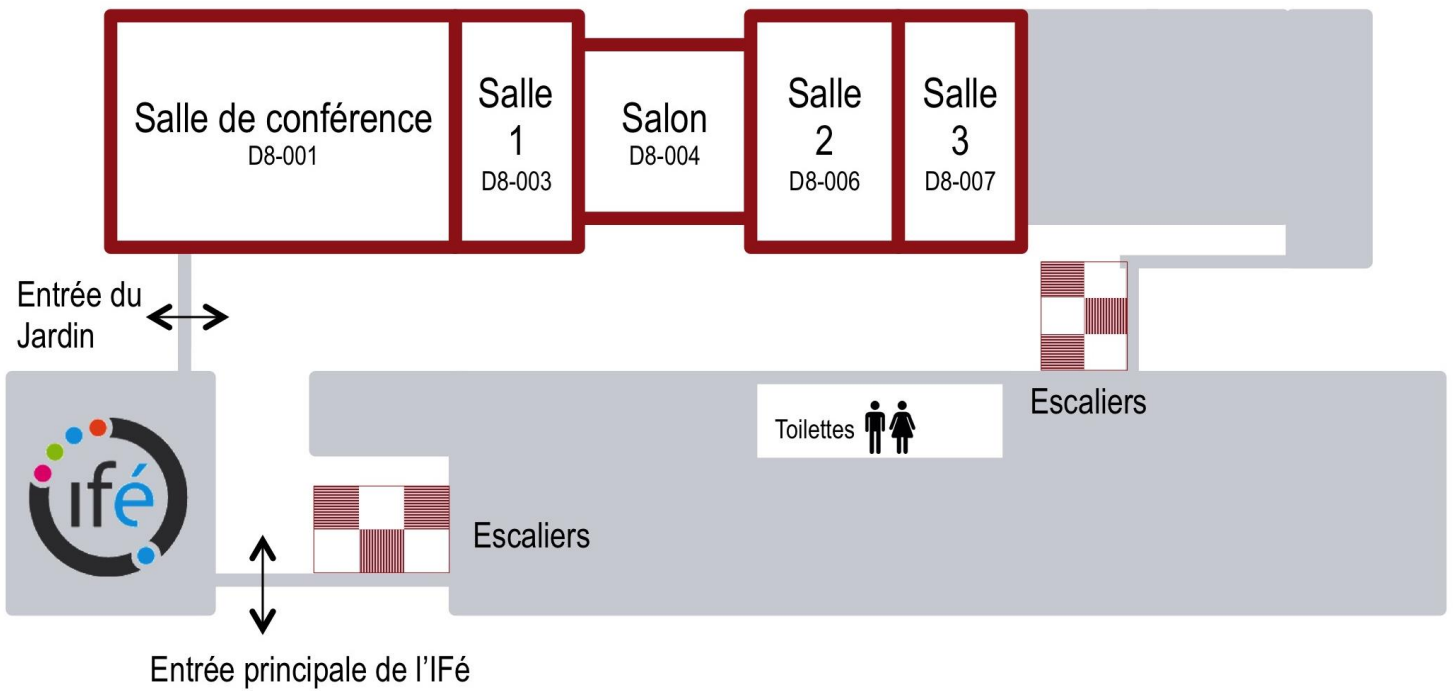 Salle de conférence
D8-001
Salle
1
D8-003
Salon
D8-004
Salle
2
D8-006
Salle
3
D8-007
Entrée du
Jardin
ifé
Toilettes
Escaliers
Escaliers
Entrée principale de l'IFé